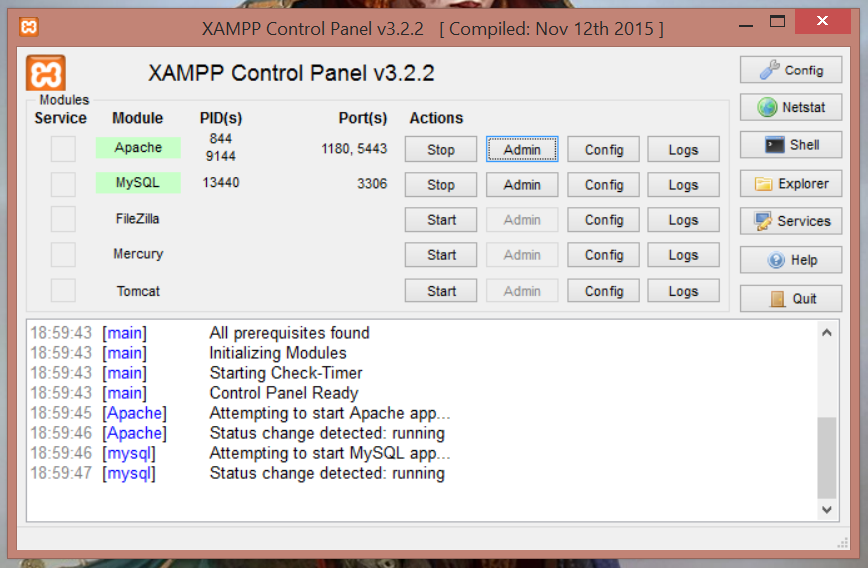 XAMPP Control Panel v3.2.2 [ Compiled: Nov 12th 2015 ]
XAMPP Control Panel v3.2.2
Config
Modules
Service Module PID(s) Port(s) Actions
Netstat
Apache 844 9144 1180, 5443 Stop Admin Config Logs
Shell
MySQL 13440 3306 Stop Admin Config Logs
Explorer
FileZilla Start Admin Config Logs
Services
Mercury Start Admin Config Logs
Help
Tomcat Start Admin Config Logs
Quit
18:59:43 [main] All prerequisites found
18:59:43 [main] Initializing Modules
18:59:43 [main] Starting Check-Timer
18:59:43 [main] Control Panel Ready
18:59:45 [Apache] Attempting to start Apache app...
18:59:46 [Apache] Status change detected: running
18:59:46 [mysql] Attempting to start MySQL app...
18:59:47 [mysql] Status change detected: running